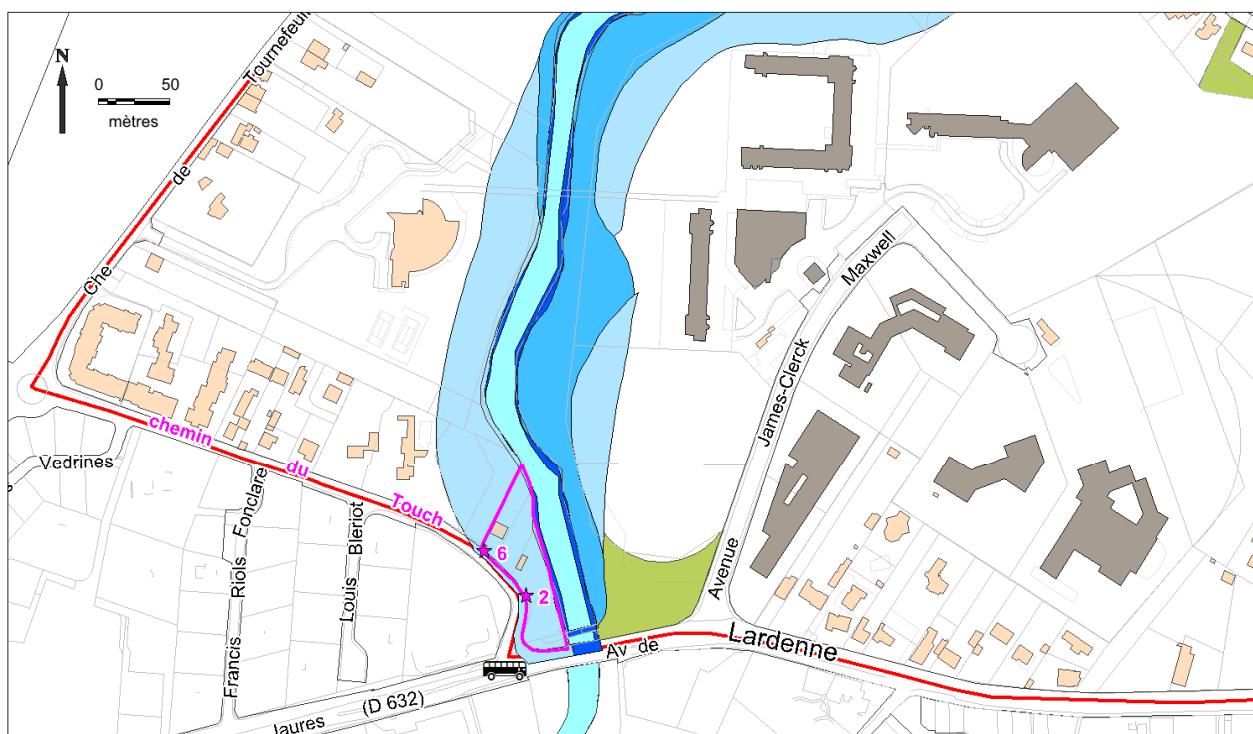 N
0 50
mètres
Che de Tournefeuil
Vedrines
chemin du Touch
Francis Riols Fonclare
Louis Bleriot
6
2
Avenue James-Clerck Maxwell
Av de Lardenne
Jaures (D 632)